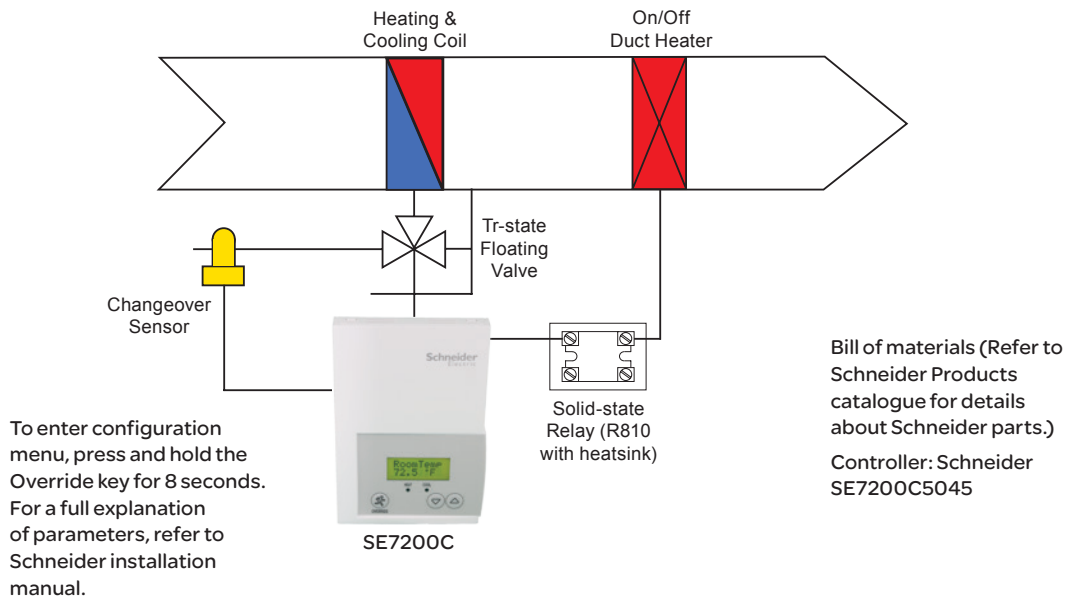 Heating &
Cooling Coil
On/Off
Duct Heater
Tr-state
Floating
Valve
Changeover
Sensor
Schneider
Electric
RoomTemp
72.5 °F
Solid-state
Relay (R810
with heatsink)
SE7200C
To enter configuration
menu, press and hold the
Override key for 8 seconds.
For a full explanation
of parameters, refer to
Schneider installation
manual.
Bill of materials (Refer to
Schneider Products
catalogue for details
about Schneider parts.)
Controller: Schneider
SE7200C5045